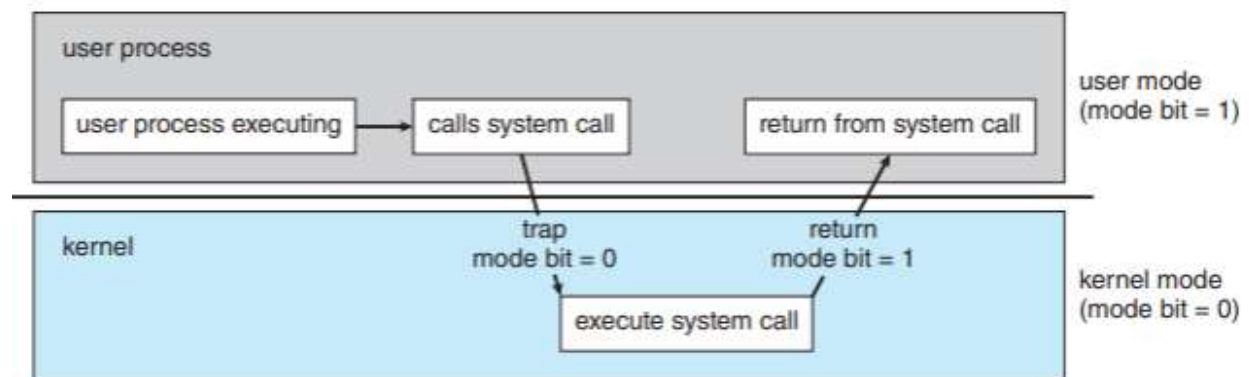 user process
user process executing
calls system call
return from system call
user mode
(mode bit = 1)
kernel
trap
mode bit = 0
return
mode bit = 1
execute system call
kernel mode
(mode bit = 0)